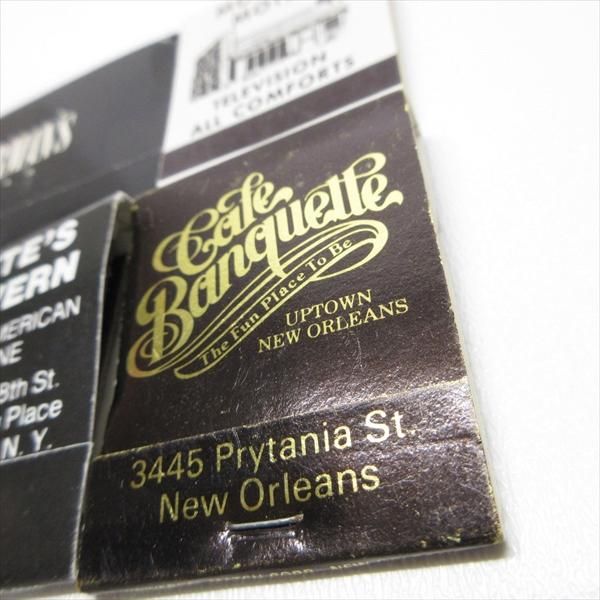 TELEVISION
ALL COMFORTS
Cafe
Banquette
The Fun Place To Be
UPTOWN
NEW ORLEANS
3445 Prytania St.
New Orleans
TE'S
VERN
MERICAN
NE
8th St.
Place
N. Y.